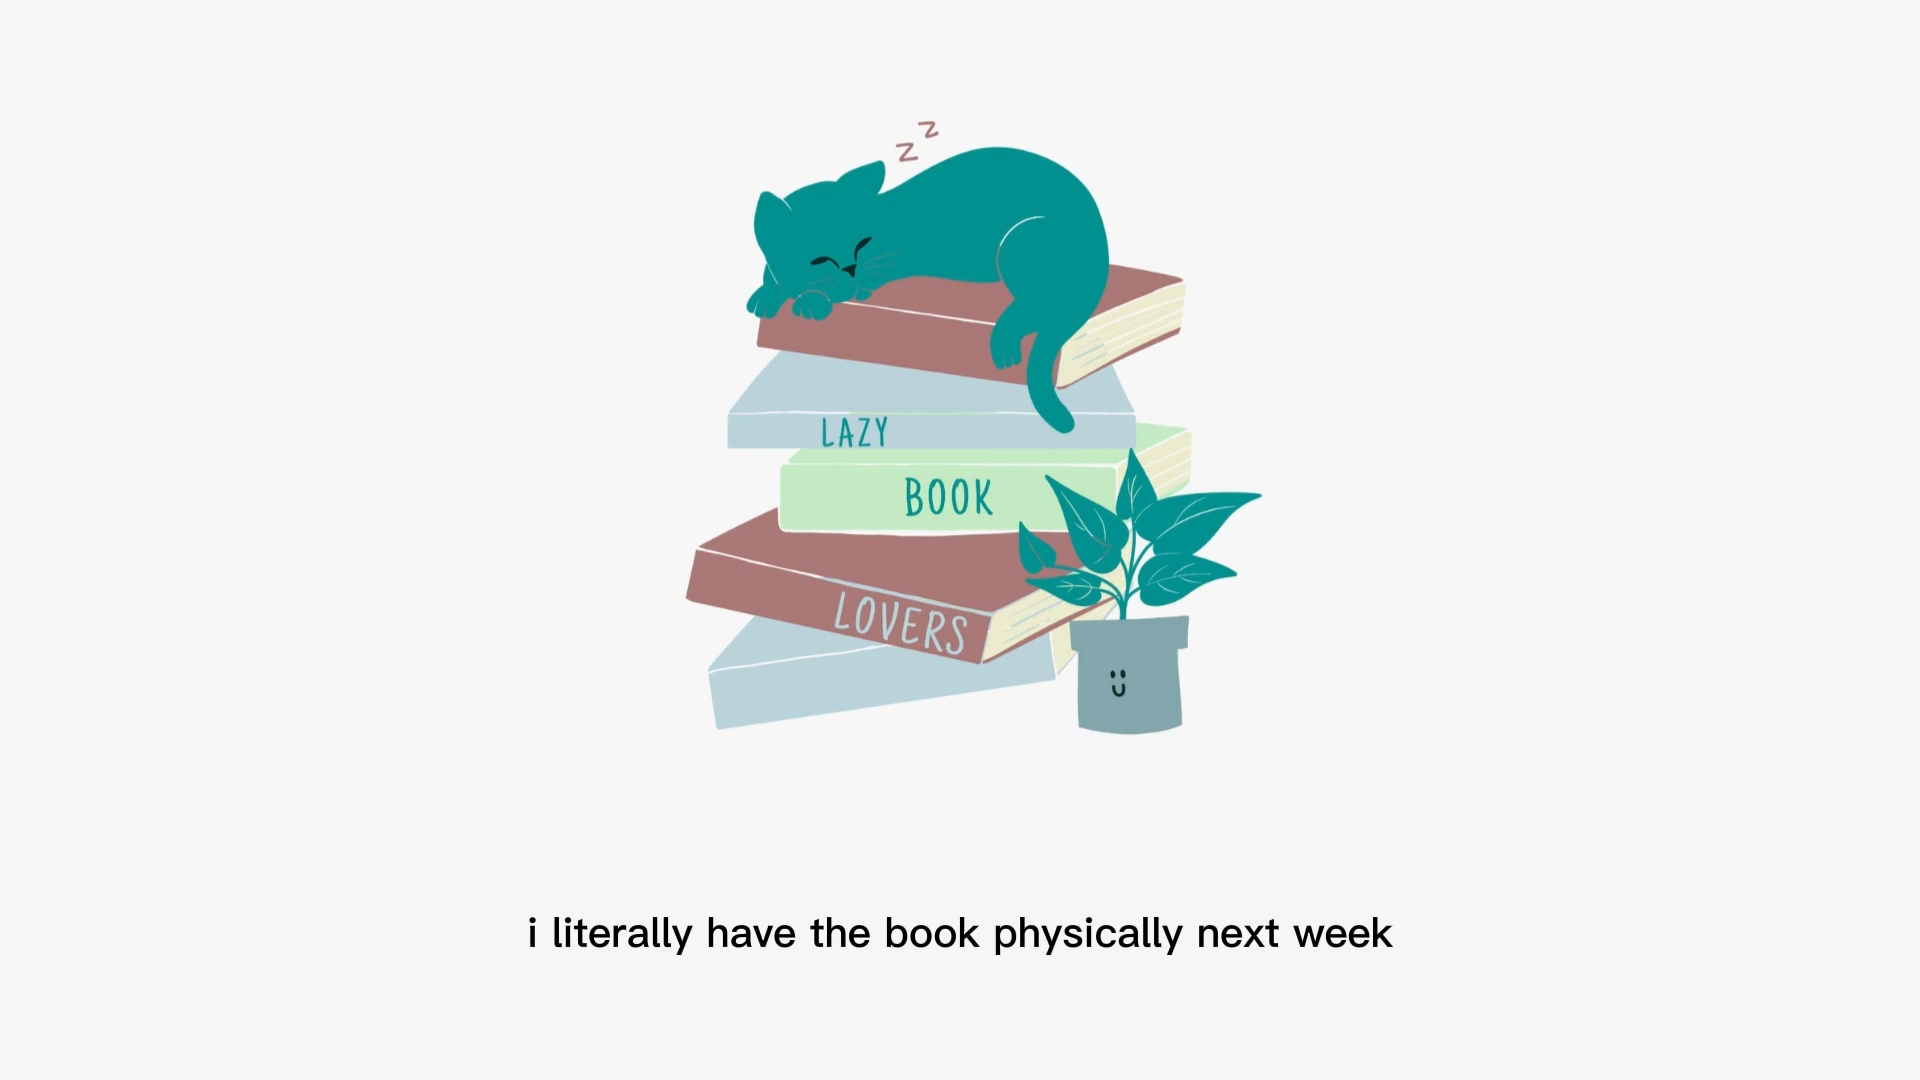 z
z
LAZY
BOOK
LOVERS
i literally have the book physically next week